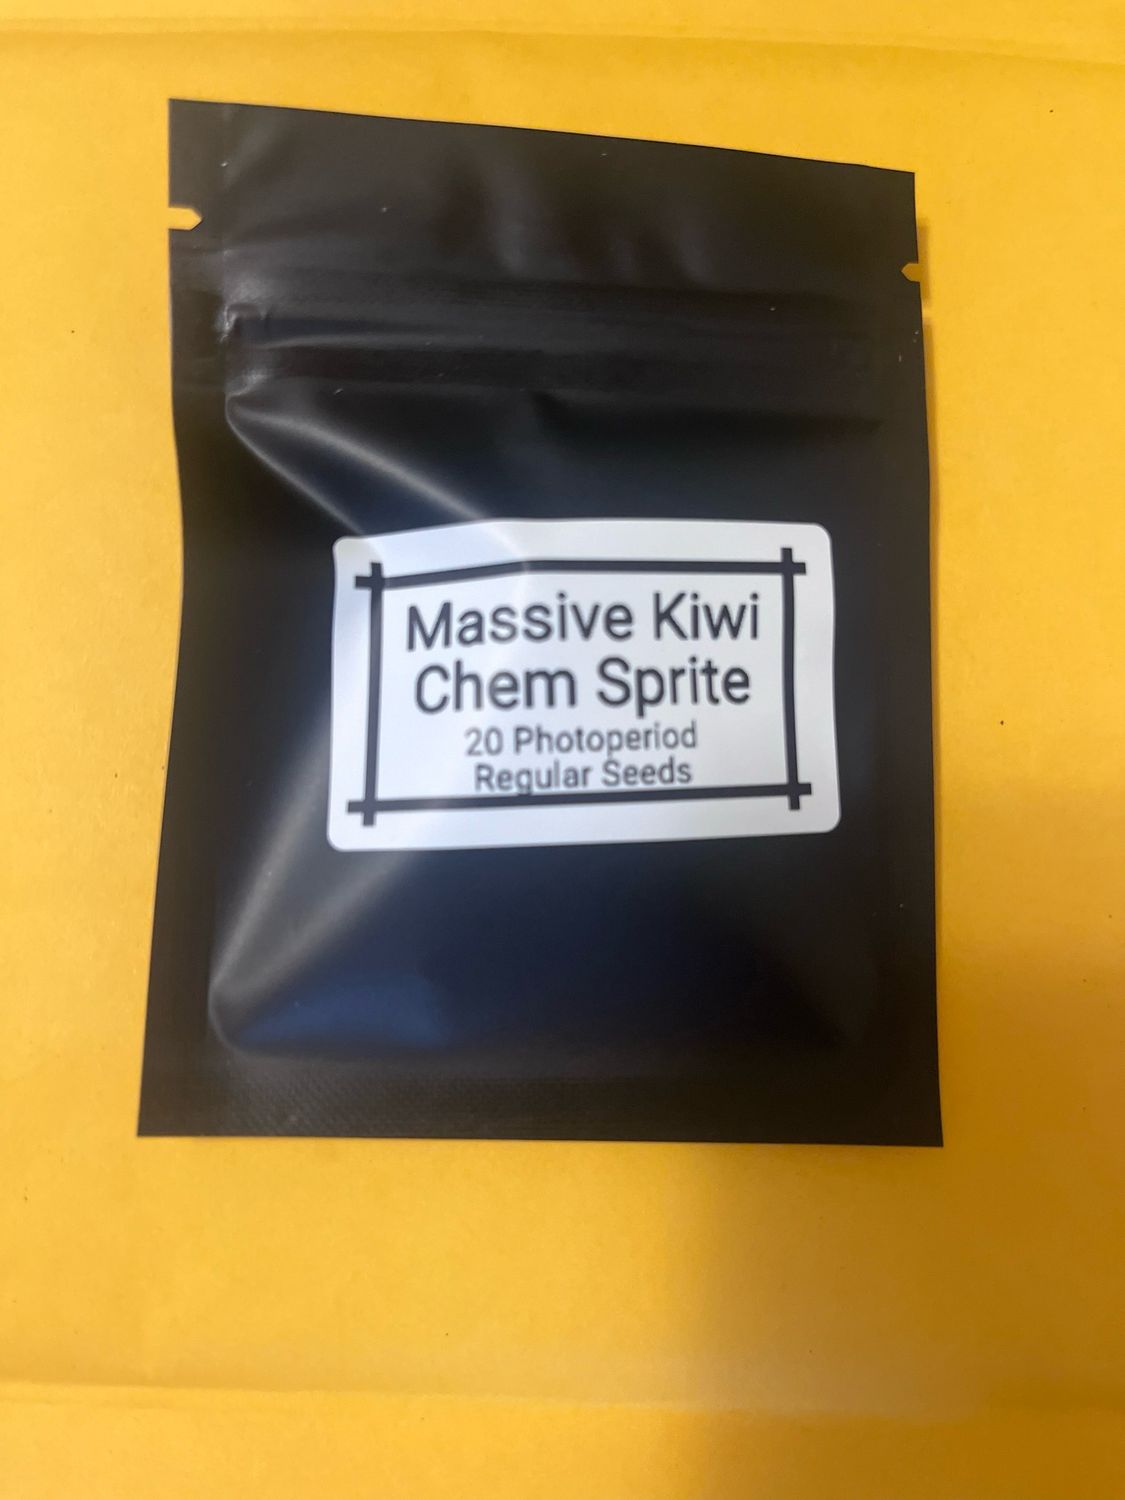 Massive Kiwi
Chem Sprite
20 Photoperiod
Regular Seeds